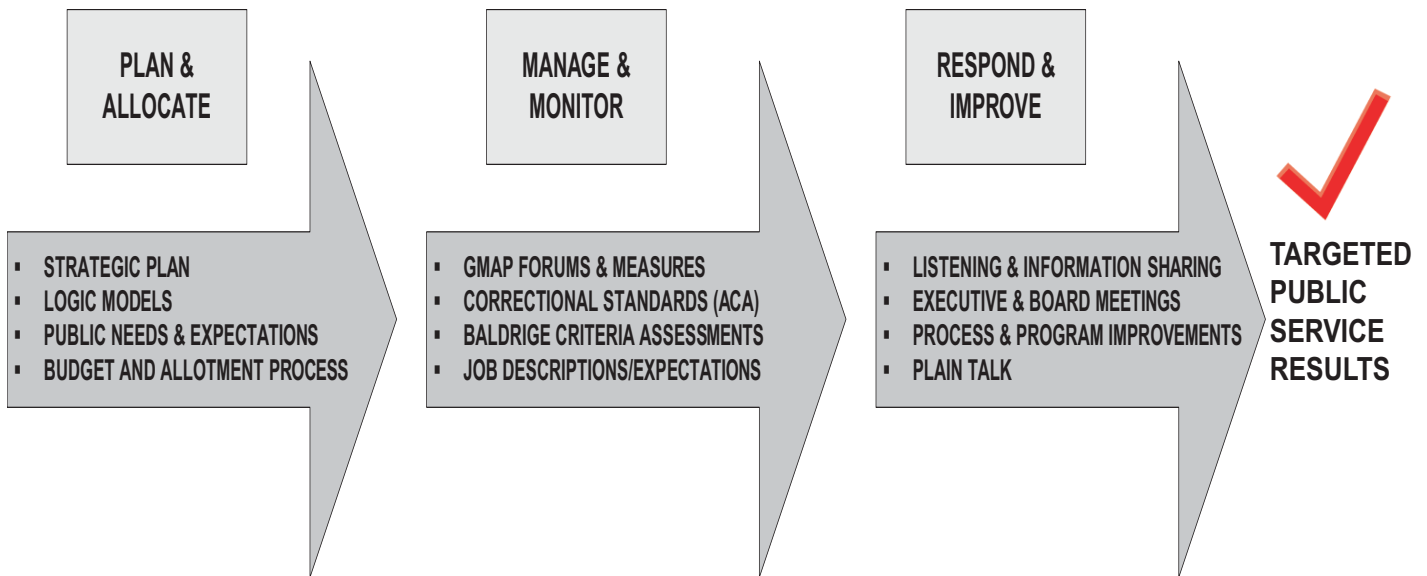 PLAN &
ALLOCATE
▪ STRATEGIC PLAN
▪ LOGIC MODELS
▪ PUBLIC NEEDS & EXPECTATIONS
▪ BUDGET AND ALLOTMENT PROCESS
MANAGE &
MONITOR
▪ GMAP FORUMS & MEASURES
▪ CORRECTIONAL STANDARDS (ACA)
▪ BALDRIGE CRITERIA ASSESSMENTS
▪ JOB DESCRIPTIONS/EXPECTATIONS
RESPOND &
IMPROVE
▪ LISTENING & INFORMATION SHARING
▪ EXECUTIVE & BOARD MEETINGS
▪ PROCESS & PROGRAM IMPROVEMENTS
▪ PLAIN TALK
TARGETED
PUBLIC
SERVICE
RESULTS